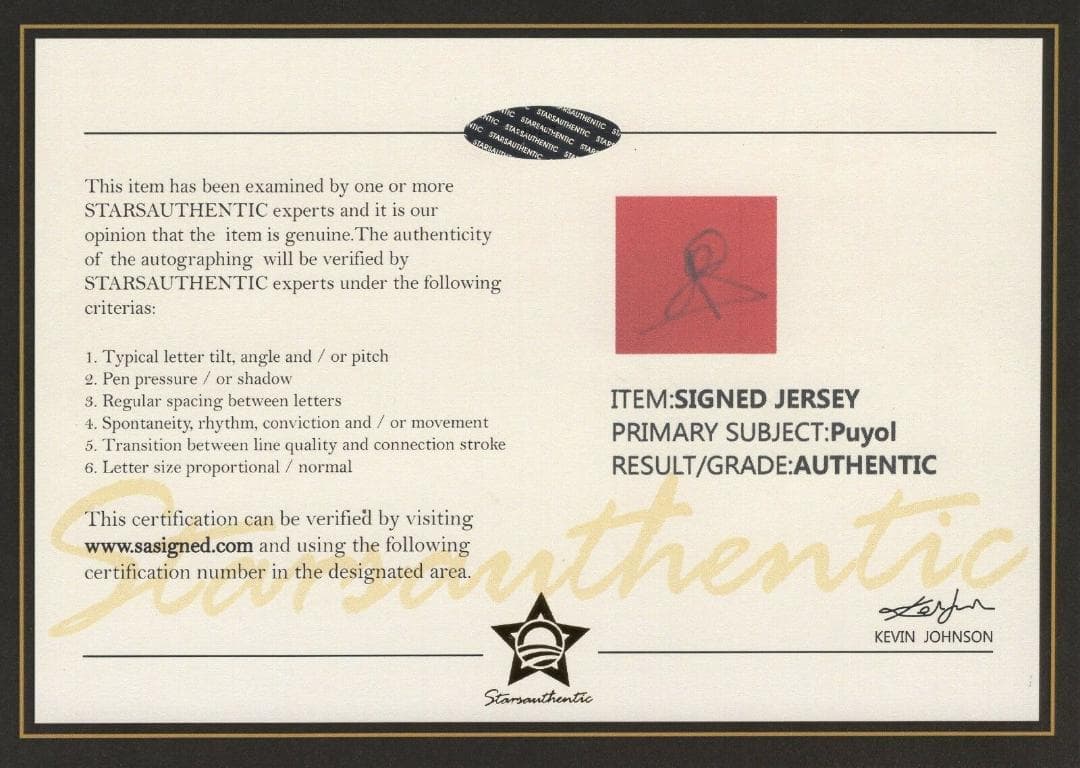 STARSAUTHENTIC STARSAUTHENTIC STARSAUTHENTIC
This item has been examined by one or more
STARSAUTHENTIC experts and it is our
opinion that the item is genuine.The authenticity
of the autographing will be verified by
STARSAUTHENTIC experts under the following
criterias:
1. Typical letter tilt, angle and / or pitch
2. Pen pressure / or shadow
3. Regular spacing between letters
4. Spontaneity, rhythm, conviction and / or movement
5. Transition between line quality and connection stroke
6. Letter size proportional / normal
This certification can be verified by visiting
www.sasigned.com and using the following
certification number in the designated area.
ITEM:SIGNED JERSEY
PRIMARY SUBJECT:Puyol
RESULT/GRADE:AUTHENTIC
Starsauthentic
KEVIN JOHNSON
Starsauthentic